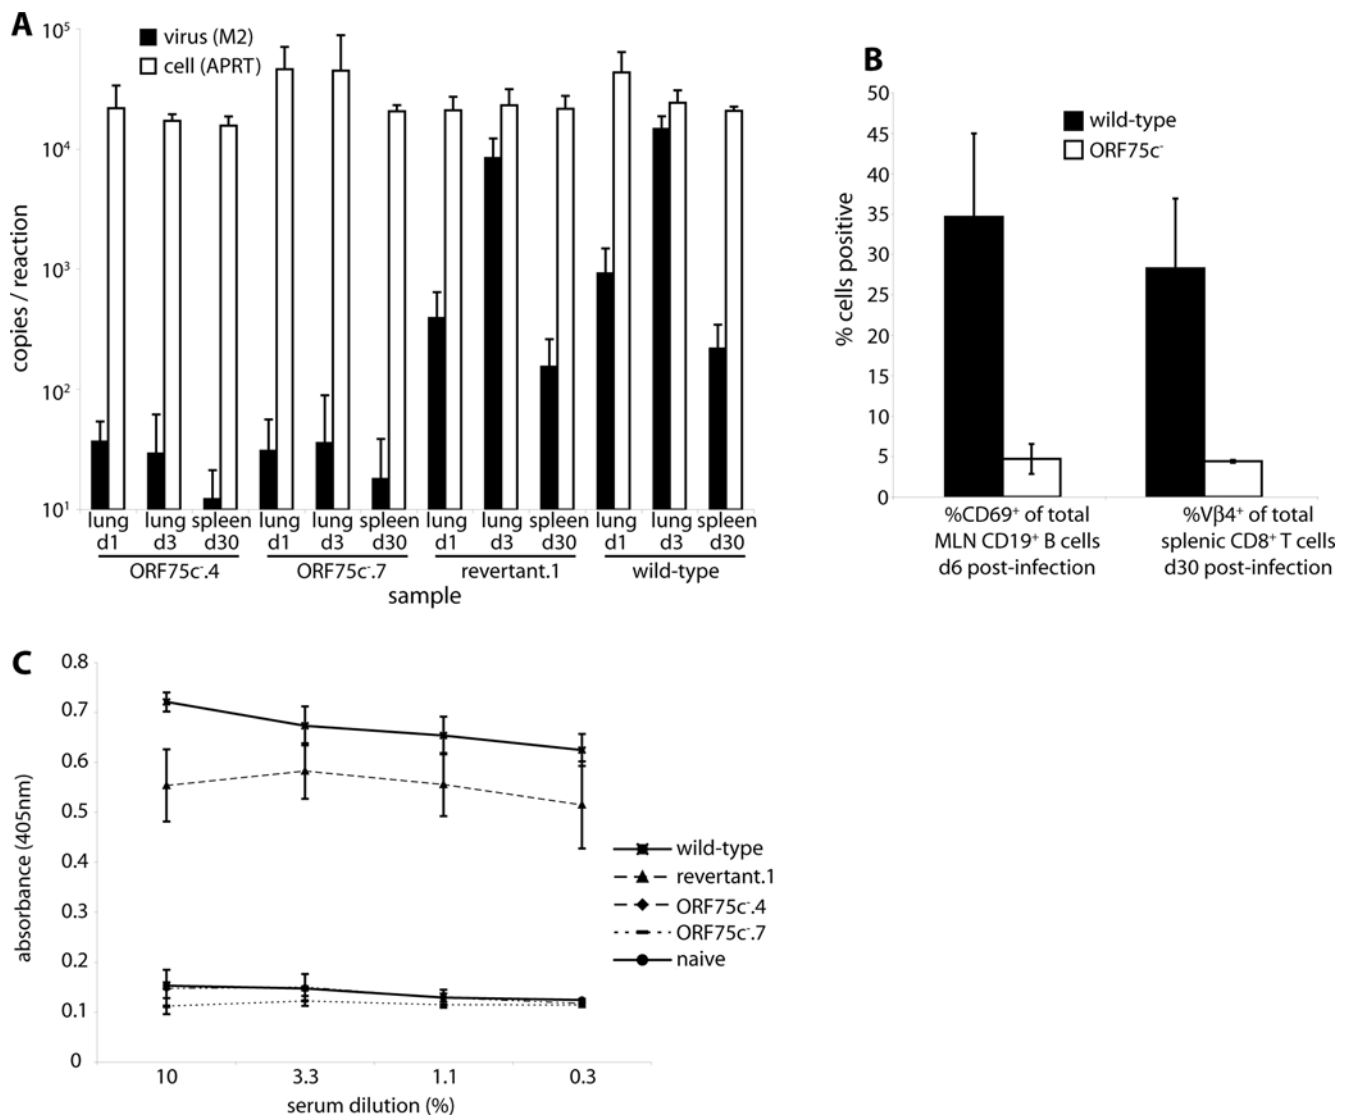 A
virus (M2)
cell (APRT)
copies / reaction
10⁵
10⁴
10³
10²
10¹
lung lung spleen lung lung spleen lung lung spleen lung lung spleen
d1 d3 d30 d1 d3 d30 d1 d3 d30 d1 d3 d30
ORF75c⁻.4 ORF75c⁻.7 revertant.1 wild-type
sample
B
wild-type
ORF75c⁻
% cells positive
50
45
40
35
30
25
20
15
10
5
0
%CD69⁺ of total
MLN CD19⁺ B cells
d6 post-infection
%Vβ4⁺ of total
splenic CD8⁺ T cells
d30 post-infection
C
absorbance (405nm)
0.8
0.7
0.6
0.5
0.4
0.3
0.2
0.1
0
10 3.3 1.1 0.3
serum dilution (%)
wild-type
revertant.1
ORF75c⁻.4
ORF75c⁻.7
naive